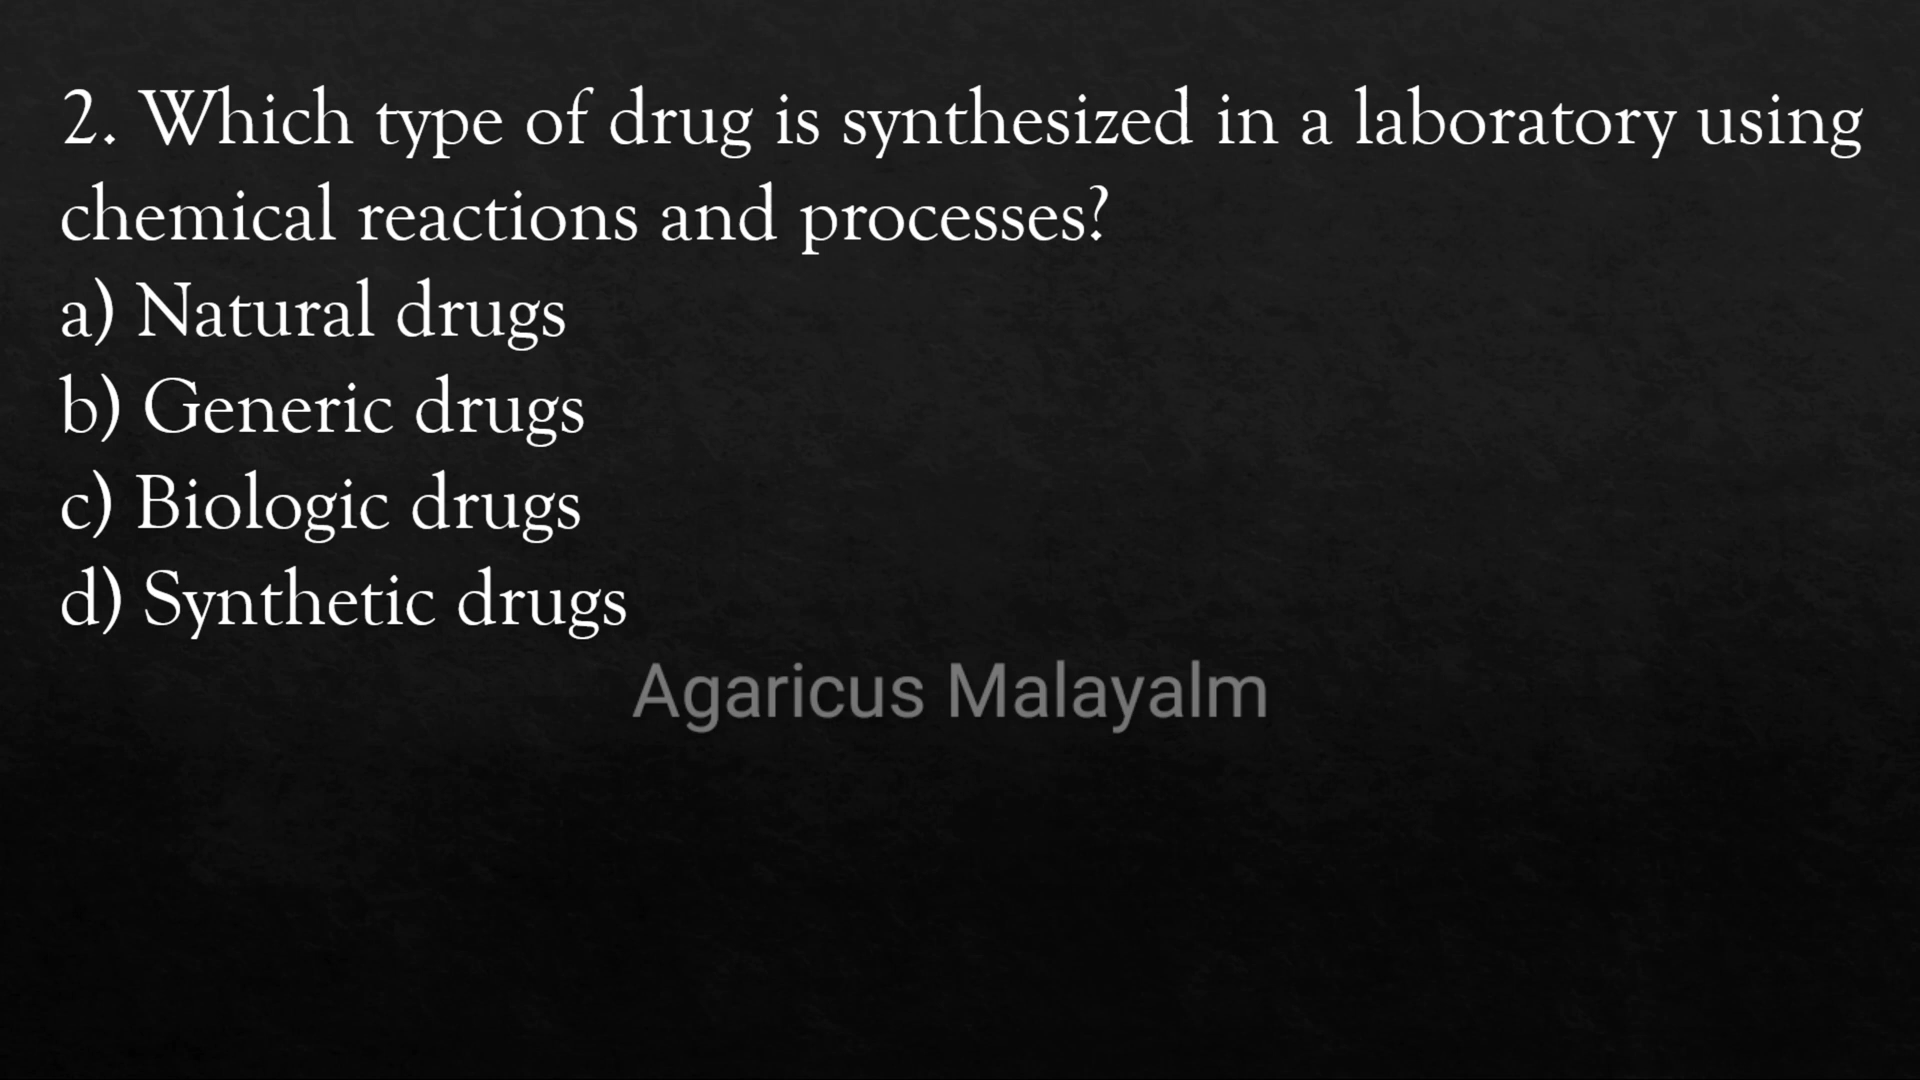 2. Which type of drug is synthesized in a laboratory using
chemical reactions and processes?
a) Natural drugs
b) Generic drugs
c) Biologic drugs
d) Synthetic drugs
Agaricus Malayalm